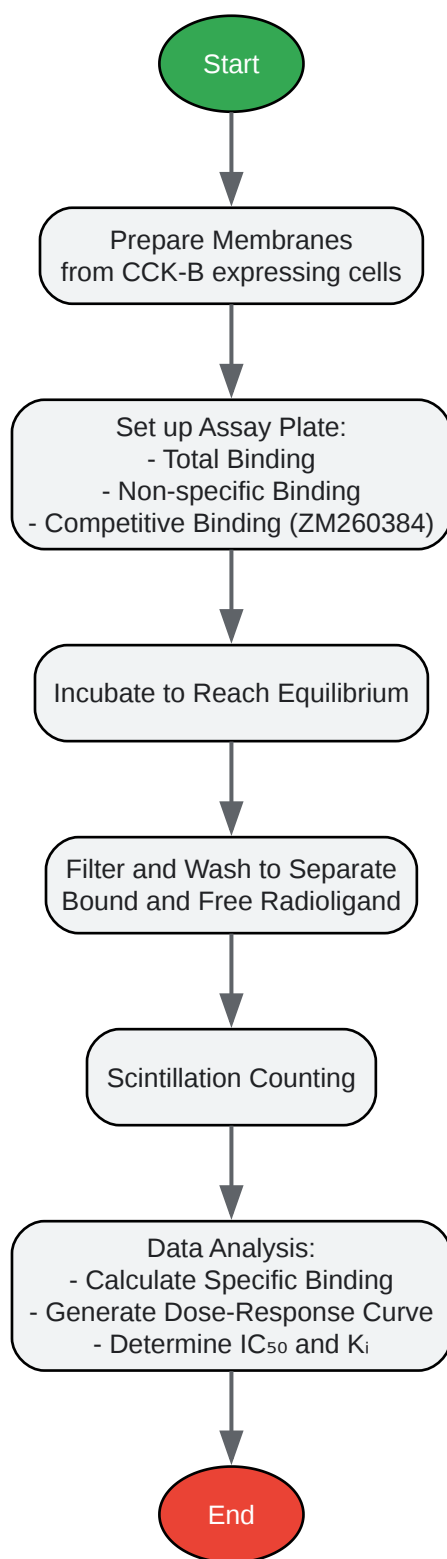 Start
Prepare Membranes
from CCK-B expressing cells
Set up Assay Plate:
- Total Binding
- Non-specific Binding
- Competitive Binding (ZM260384)
Incubate to Reach Equilibrium
Filter and Wash to Separate
Bound and Free Radioligand
Scintillation Counting
Data Analysis:
- Calculate Specific Binding
- Generate Dose-Response Curve
- Determine IC₅₀ and Kᵢ
End